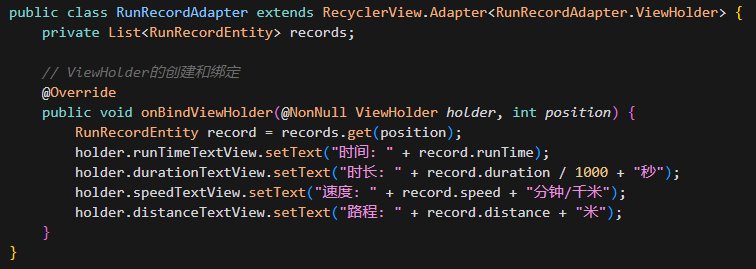 public class RunRecordAdapter extends RecyclerView.Adapter<RunRecordAdapter.ViewHolder> {
    private List<RunRecordEntity> records;

    // ViewHolder的创建和绑定
    @Override
    public void onBindViewHolder(@NonNull ViewHolder holder, int position) {
        RunRecordEntity record = records.get(position);
        holder.runTimeTextView.setText("时间: " + record.runTime);
        holder.durationTextView.setText("时长: " + record.duration / 1000 + "秒");
        holder.speedTextView.setText("速度: " + record.speed + "分钟/千米");
        holder.distanceTextView.setText("路程: " + record.distance + "米");
    }
}